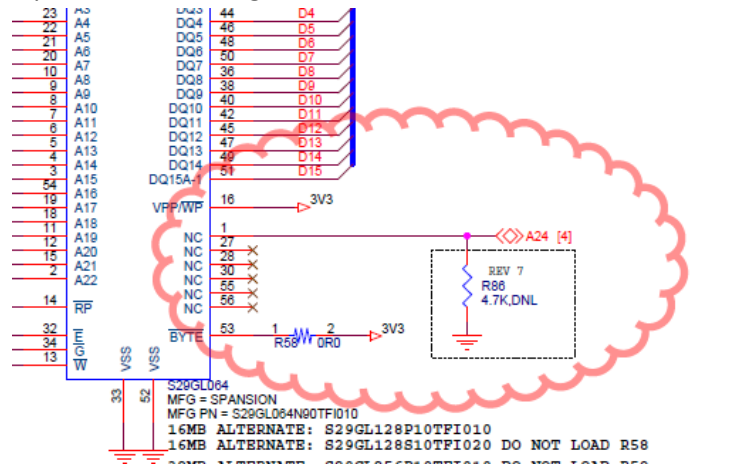 23 A3 DQ3 44 D4
22 A4 DQ4 46 D5
21 A5 DQ5 48 D6
20 A6 DQ6 50 D7
10 A7 DQ7 36 D8
9 A8 DQ8 38 D9
8 A9 DQ9 40 D10
7 A10 DQ10 42 D11
6 A11 DQ11 45 D12
5 A12 DQ12 47 D13
4 A13 DQ13 49 D14
3 A14 DQ14 51 D15
54 A15 DQ15A-1
19 A16 16 3V3
18 A17 VPP/WP
11 A18 1 A24 [4]
12 A19 NC 27
15 A20 NC 28
2 A21 NC 30
A22 NC 55
NC 56
14 RP NC
REV 7
R86
4.7K,DNL
32 E BYTE 53 1 2 3V3
34 G R58 0R0
13 W
VSS VSS
33 52
S29GL064
MFG = SPANSION
MFG PN = S29GL064N90TFI010
16MB ALTERNATE: S29GL128P10TFI010
16MB ALTERNATE: S29GL128S10TFI020 DO NOT LOAD R58